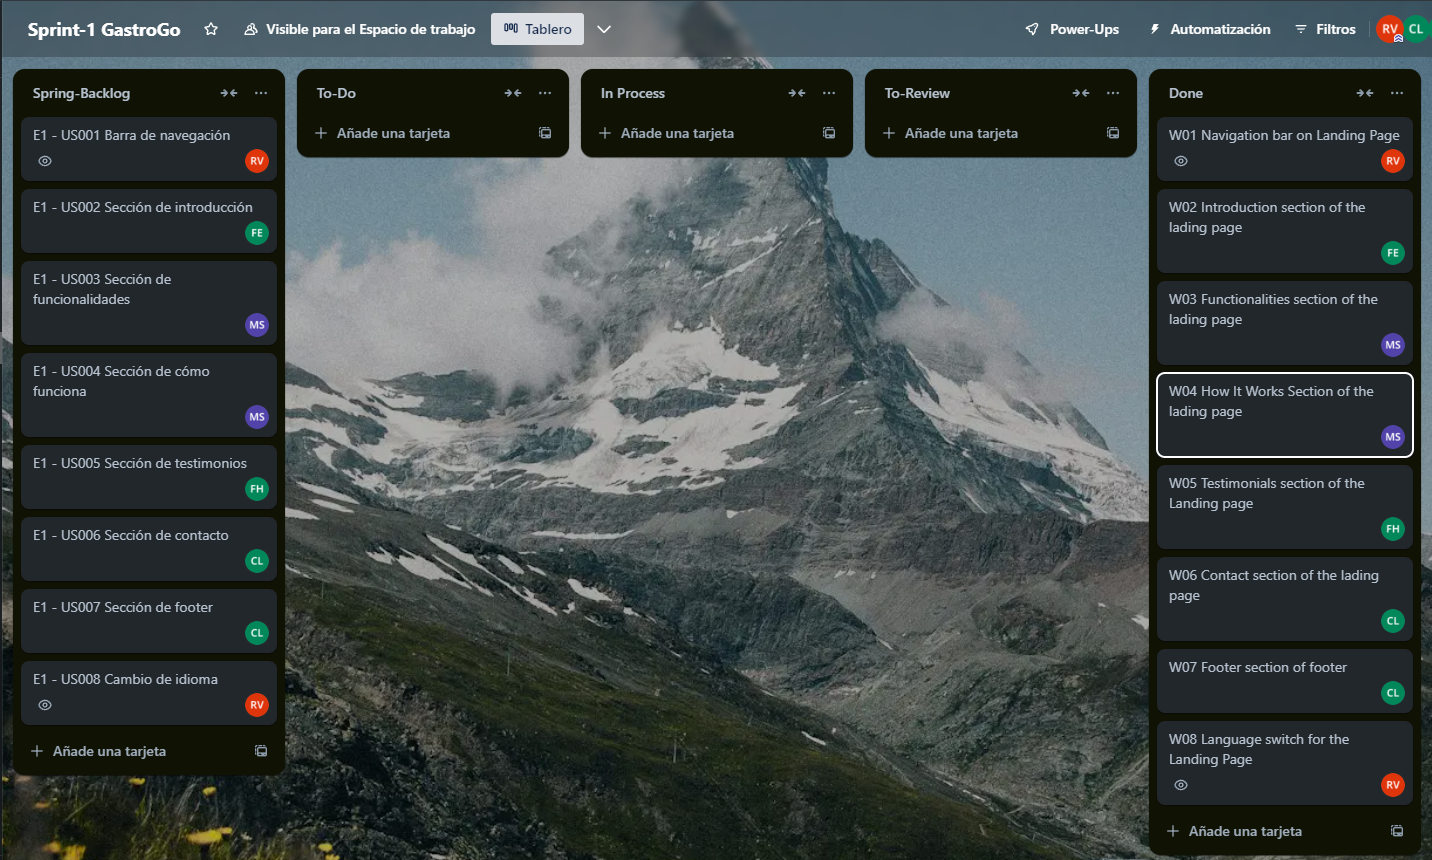 Sprint-1 GastroGo
Visible para el Espacio de trabajo
Tablero
Power-Ups
Automatización
Filtros
RV
CL
Spring-Backlog
E1 - US001 Barra de navegación
RV
E1 - US002 Sección de introducción
FE
E1 - US003 Sección de
funcionalidades
MS
E1 - US004 Sección de cómo
funciona
MS
E1 - US005 Sección de testimonios
FH
E1 - US006 Sección de contacto
CL
E1 - US007 Sección de footer
CL
E1 - US008 Cambio de idioma
RV
Añade una tarjeta
To-Do
Añade una tarjeta
In Process
Añade una tarjeta
To-Review
Añade una tarjeta
Done
W01 Navigation bar on Landing Page
RV
W02 Introduction section of the
lading page
FE
W03 Functionalities section of the
lading page
MS
W04 How It Works Section of the
lading page
MS
W05 Testimonials section of the
Landing page
FH
W06 Contact section of the lading
page
CL
W07 Footer section of footer
CL
W08 Language switch for the
Landing Page
RV
Añade una tarjeta